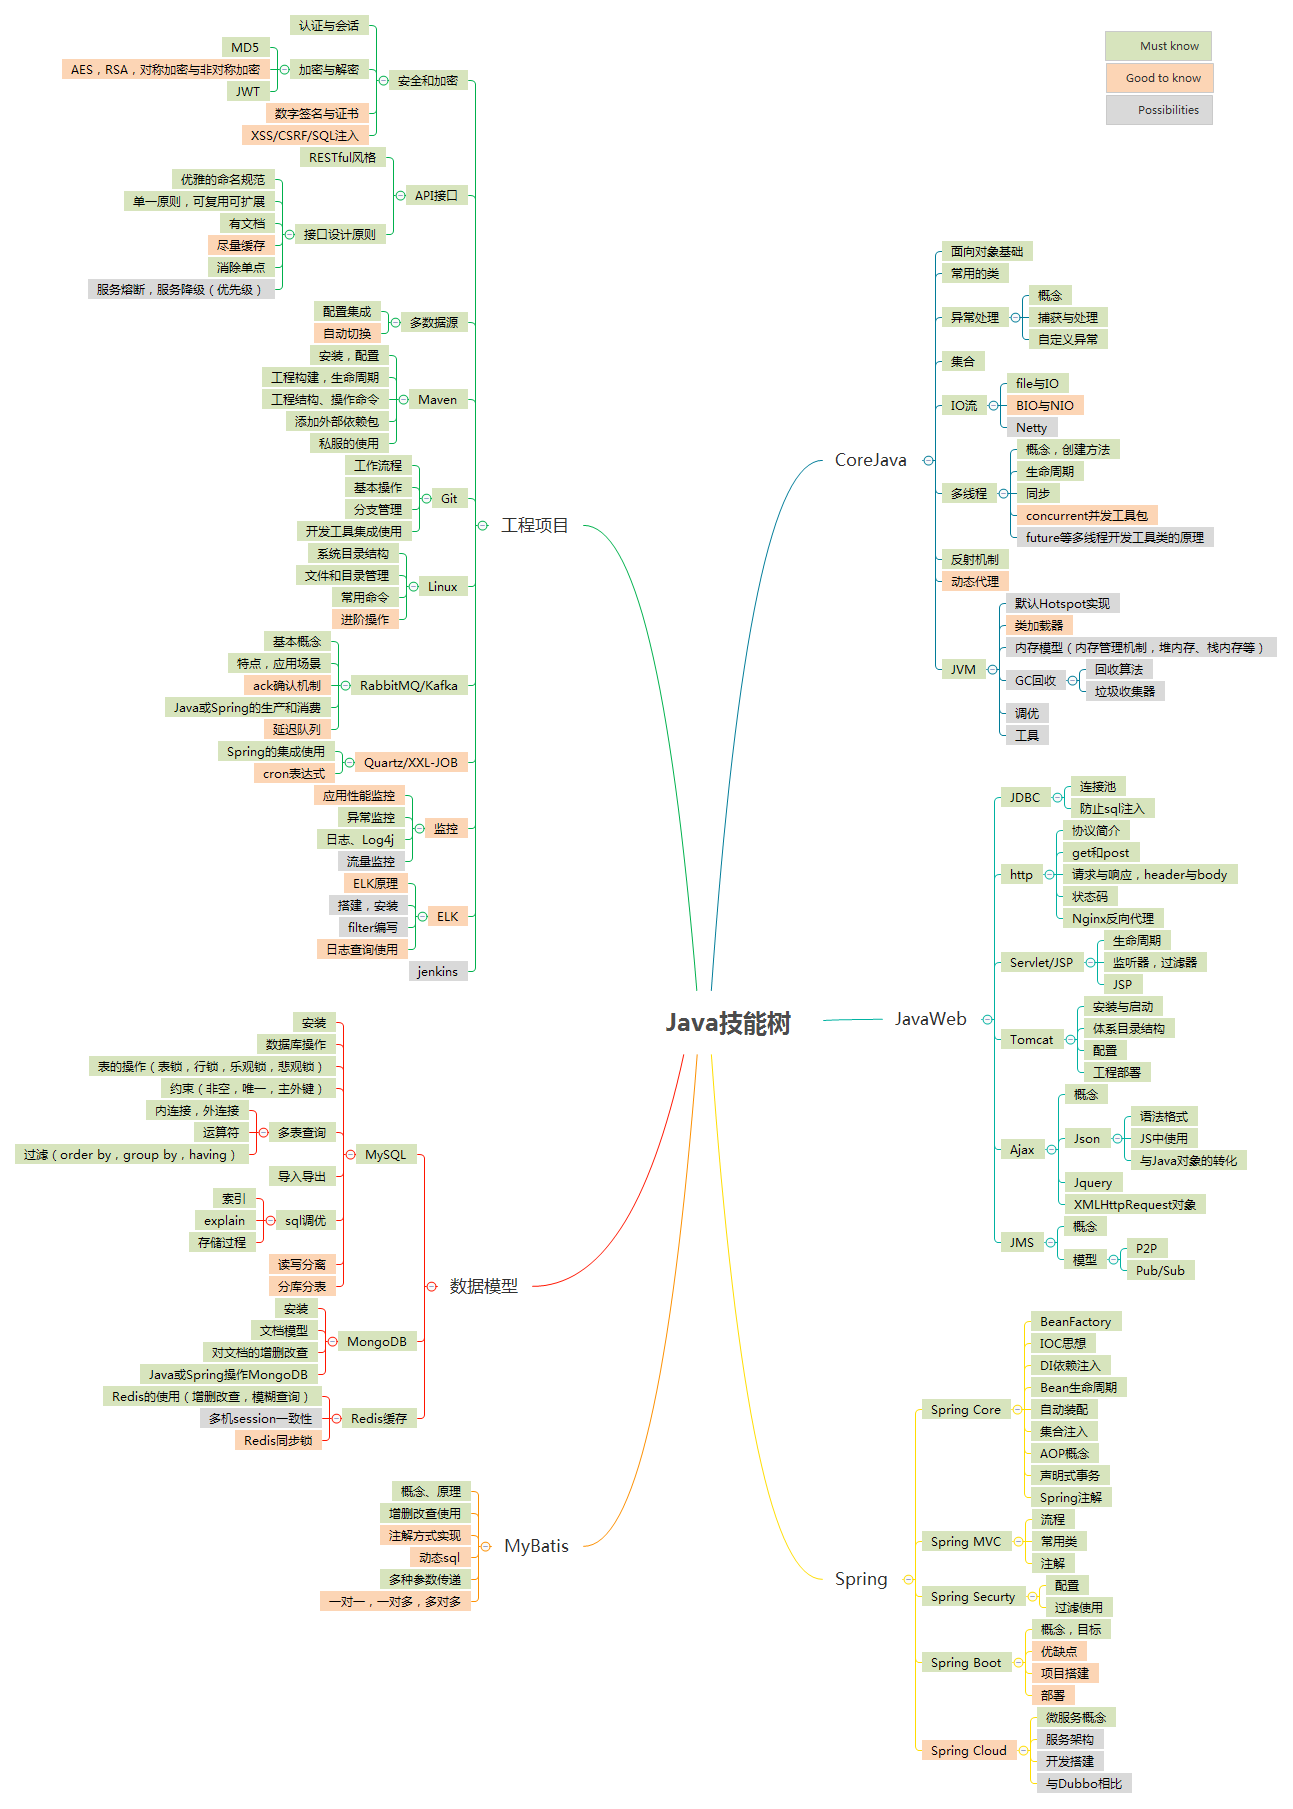 Must know
Good to know
Possibilities
Java技能树
CoreJava
面向对象基础
常用的类
异常处理
概念
捕获与处理
自定义异常
集合
IO流
file与IO
BIO与NIO
Netty
多线程
概念，创建方法
生命周期
同步
concurrent并发工具包
future等多线程开发工具类的原理
反射机制
动态代理
JVM
默认Hotspot实现
类加载器
内存模型（内存管理机制，堆内存、栈内存等）
GC回收
回收算法
垃圾收集器
调优
工具
JavaWeb
JDBC
连接池
防止sql注入
http
协议简介
get和post
请求与响应，header与body
状态码
Nginx反向代理
Servlet/JSP
生命周期
监听器，过滤器
JSP
Tomcat
安装与启动
体系目录结构
配置
工程部署
Ajax
概念
Json
语法格式
JS中使用
与Java对象的转化
Jquery
XMLHttpRequest对象
JMS
概念
模型
P2P
Pub/Sub
Spring
Spring Core
BeanFactory
IOC思想
DI依赖注入
Bean生命周期
自动装配
集合注入
AOP概念
声明式事务
Spring注解
Spring MVC
流程
常用类
注解
Spring Securty
配置
过滤使用
Spring Boot
概念，目标
优缺点
项目搭建
部署
Spring Cloud
微服务概念
服务架构
开发搭建
与Dubbo相比
工程项目
安全和加密
认证与会话
加密与解密
MD5
AES，RSA，对称加密与非对称加密
JWT
数字签名与证书
XSS/CSRF/SQL注入
API接口
RESTful风格
接口设计原则
优雅的命名规范
单一原则，可复用可扩展
有文档
尽量缓存
消除单点
服务熔断，服务降级（优先级）
多数据源
配置集成
自动切换
Maven
安装，配置
工程构建，生命周期
工程结构、操作命令
添加外部依赖包
私服的使用
Git
工作流程
基本操作
分支管理
开发工具集成使用
Linux
系统目录结构
文件和目录管理
常用命令
进阶操作
RabbitMQ/Kafka
基本概念
特点，应用场景
ack确认机制
Java或Spring的生产和消费
延迟队列
Quartz/XXL-JOB
Spring的集成使用
cron表达式
监控
应用性能监控
异常监控
日志、Log4j
流量监控
ELK
ELK原理
搭建，安装
filter编写
日志查询使用
jenkins
数据模型
MySQL
安装
数据库操作
表的操作（表锁，行锁，乐观锁，悲观锁）
约束（非空，唯一，主外键）
多表查询
内连接，外连接
运算符
过滤（order by，group by，having）
导入导出
sql调优
索引
explain
存储过程
读写分离
分库分表
MongoDB
安装
文档模型
对文档的增删改查
Java或Spring操作MongoDB
Redis缓存
Redis的使用（增删改查，模糊查询）
多机session一致性
Redis同步锁
MyBatis
概念、原理
增删改查使用
注解方式实现
动态sql
多种参数传递
一对一，一对多，多对多